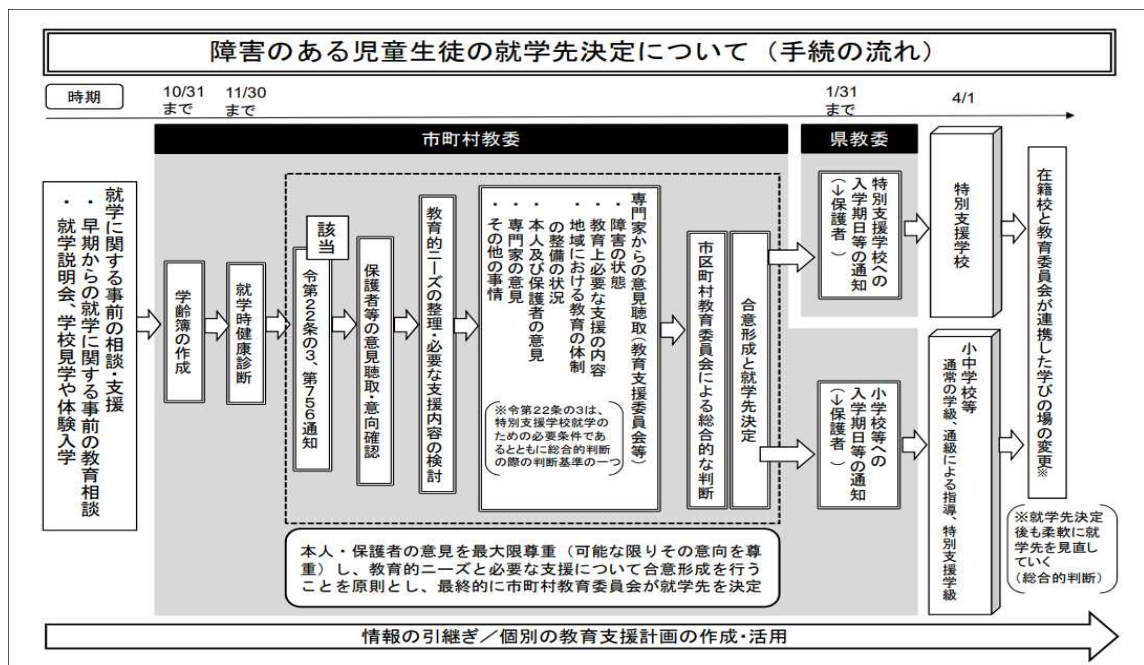 障害のある児童生徒の就学先決定について（手続の流れ）
時期
10/31
まで
11/30
まで
1/31
まで
4/1
市町村教委
県教委
就学に関する事前の相談・支援
・早期からの就学に関する事前の教育相談
・就学説明会、学校見学や体験入学
学齢簿の作成
就学時健康診断
該当
令第22条の3、第756通知
保護者等の意見聴取・意向確認
教育的ニーズの整理・必要な支援内容の検討
専門家からの意見聴取（教育支援委員会等）
・障害の状態
・教育上必要な支援の内容
・地域における教育の体制
の整備の状況
・本人及び保護者の意見
・専門家の意見
・その他の事情
※令第22条の3は、
特別支援学校就学の
ための必要条件であ
るとともに総合的判断
の際の判断基準の一つ
市区町村教育委員会による総合的な判断
合意形成と就学先決定
特別支援学校への
入学期日等の通知
（→保護者）
小学校等への
入学期日等の通知
（→保護者）
特別支援学校
小中学校等
通常の学級、通級による指導、特別支援学級
在籍校と教育委員会が連携した学びの場の変更※
※就学先決定
後も柔軟に就
学先を見直し
ていく
（総合的判断）
本人・保護者の意見を最大限尊重（可能な限りその意向を尊
重）し、教育的ニーズと必要な支援について合意形成を行う
ことを原則とし、最終的に市町村教育委員会が就学先を決定
情報の引継ぎ／個別の教育支援計画の作成・活用